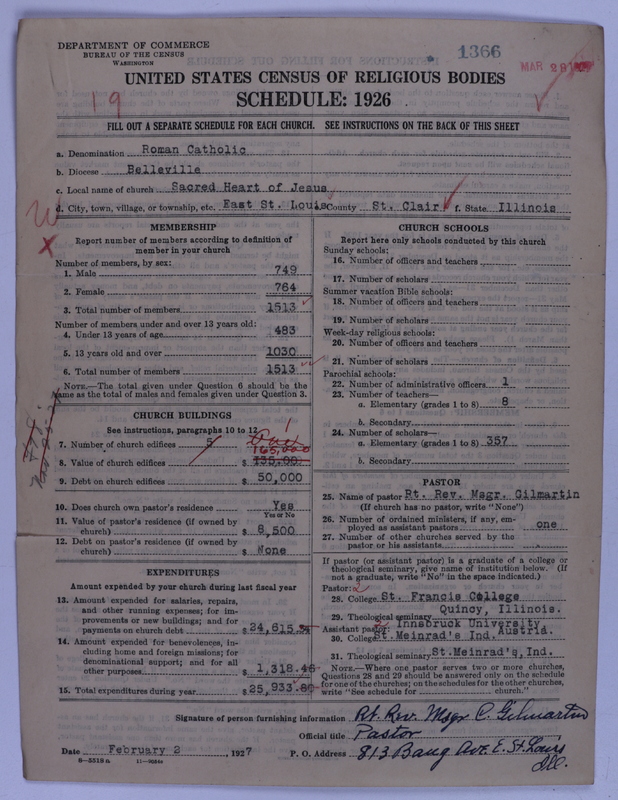 DEPARTMENT OF COMMERCE
BUREAU OF THE CENSUS
WASHINGTON
1366
MAR 29
UNITED STATES CENSUS OF RELIGIOUS BODIES
SCHEDULE: 1926
19
FILL OUT A SEPARATE SCHEDULE FOR EACH CHURCH. SEE INSTRUCTIONS ON THE BACK OF THIS SHEET
a. Denomination Roman Catholic
b. Diocese Belleville
c. Local name of church Sacred Heart of Jesus
d. City, town, village, or township, etc. East St. Louis County St. Clair f. State Illinois
MEMBERSHIP
Report number of members according to definition of
member in your church
Number of members, by sex:
1. Male 749
2. Female 764
3. Total number of members 1513
Number of members under and over 13 years old:
4. Under 13 years of age 483
5. 13 years old and over 1030
6. Total number of members 1513
NOTE.—The total given under Question 6 should be the
same as the total of males and females given under Question 3.
CHURCH BUILDINGS
See instructions, paragraphs 10 to 12
7. Number of church edifices 5 One 1
165,000
8. Value of church edifices $ 135.00
9. Debt on church edifices $ 50,000
10. Does church own pastor's residence Yes
Yes or No
11. Value of pastor's residence (if owned by
church) $ 8,500
12. Debt on pastor's residence (if owned by
church) $ None
EXPENDITURES
Amount expended by your church during last fiscal year
13. Amount expended for salaries, repairs,
and other running expenses; for im-
provements or new buildings; and for
payments on church debt $ 24,615.
14. Amount expended for benevolences, in-
cluding home and foreign missions; for
denominational support; and for all
other purposes $ 1,318.46
15. Total expenditures during year $ 25,933.80
CHURCH SCHOOLS
Report here only schools conducted by this church
Sunday schools:
16. Number of officers and teachers
17. Number of scholars
Summer vacation Bible schools:
18. Number of officers and teachers
19. Number of scholars
Week-day religious schools:
20. Number of officers and teachers
21. Number of scholars
Parochial schools:
22. Number of administrative officers 1
23. Number of teachers—
a. Elementary (grades 1 to 8) 8
b. Secondary
24. Number of scholars—
a. Elementary (grades 1 to 8) 357
b. Secondary
PASTOR
25. Name of pastor Rt. Rev. Msgr. Gilmartin
(If church has no pastor, write "None")
26. Number of ordained ministers, if any, em-
ployed as assistant pastors one
27. Number of other churches served by the
pastor or his assistants
If pastor (or assistant pastor) is a graduate of a college or
theological seminary, give name of institution below. (If
not a graduate, write "No" in the space indicated.)
Pastor: 2
28. College St. Francis College
Quincy, Illinois.
29. Theological seminary Innsbruck University
Assistant pastor: Austria.
30. College St. Meinrad's Ind.
31. Theological seminary St. Meinrad's, Ind.
NOTE.—Where one pastor serves two or more churches,
Questions 28 and 29 should be answered only on the schedule
for one of the churches; on the schedules for the other churches,
write "See schedule for church."
Signature of person furnishing information Rt. Rev. Msgr C. Gilmartin
Official title Pastor
Date February 2, 1927 P. O. Address 813 Baug Ave. E. St. Louis
Ill.
8—5518a